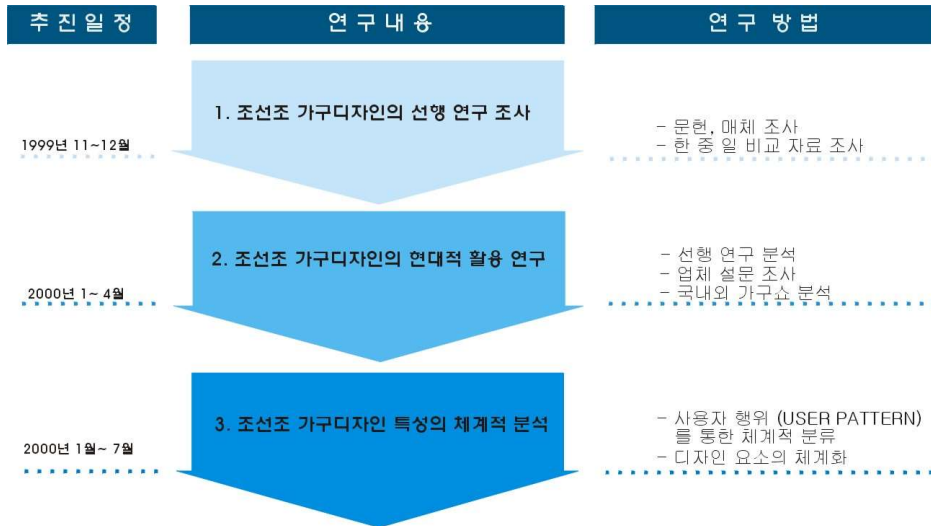 추진일정
연구내용
연구 방법
1. 조선조 가구디자인의 선행 연구 조사
1999년 11~12월
- 문헌, 매체 조사
- 한 중 일 비교 자료 조사
2. 조선조 가구디자인의 현대적 활용 연구
2000년 1~ 4월
- 선행 연구 분석
- 업체 설문 조사
- 국내외 가구쇼 분석
3. 조선조 가구디자인 특성의 체계적 분석
2000년 1월~ 7월
- 사용자 행위 (USER PATTERN)
를 통한 체계적 분류
- 디자인 요소의 체계화